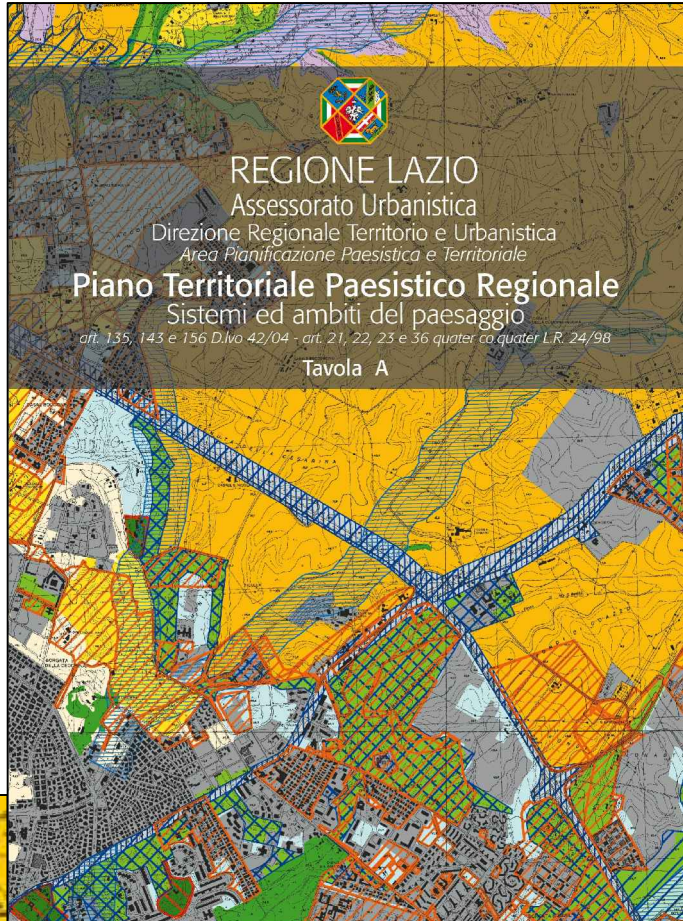 REGIONE LAZIO
Assessorato Urbanistica
Direzione Regionale Territorio e Urbanistica
Area Pianificazione Paesistica e Territoriale
Piano Territoriale Paesistico Regionale
Sistemi ed ambiti del paesaggio
art. 135, 143 e 156 D.lvo 42/04 - art. 21, 22, 23 e 36 quater co.quater L.R. 24/98
Tavola A